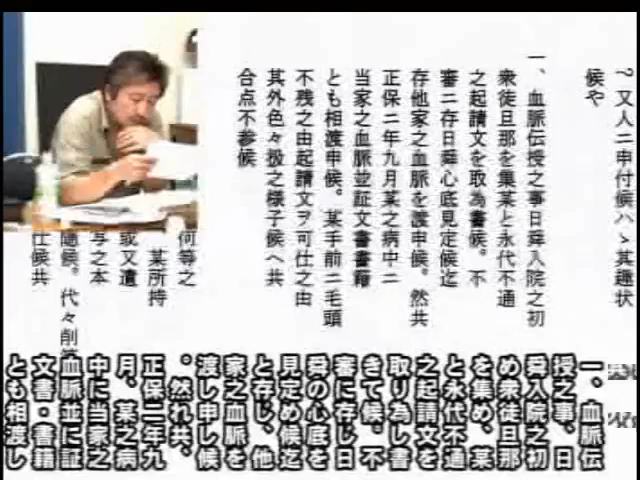 ？又人ニ申付候ハヽ其趣状
候や
一、血脈伝授之事日舜入院之初
衆徒旦那を集某と永代不通
之起請文を取為書候。不
審ニ存日舜心底見定候迄
存他家之血脈を渡申候。然共
正保二年九月某之病中ニ
当家之血脈並証文書書籍
とも相渡申候。某手前ニ毛頭
不残之由起請文ヲ可仕之由
其外色々扱之様子候へ共
合点不参候
何等之
某所持
或又遣
与之本
隠候。代々削
仕候共
一、血脈伝
授之事、日
舜入院之初
め衆徒旦那
を集め、某
と永代不通
之起請文を
取り為し書
きて候。不
審に存じ日
舜の心底を
見定め候迄
と存じ、他
家之血脈を
渡し申し候
。然れ共、
正保二年九
月、某之病
中に当家之
血脈並に証
文書・書籍
とも相渡し